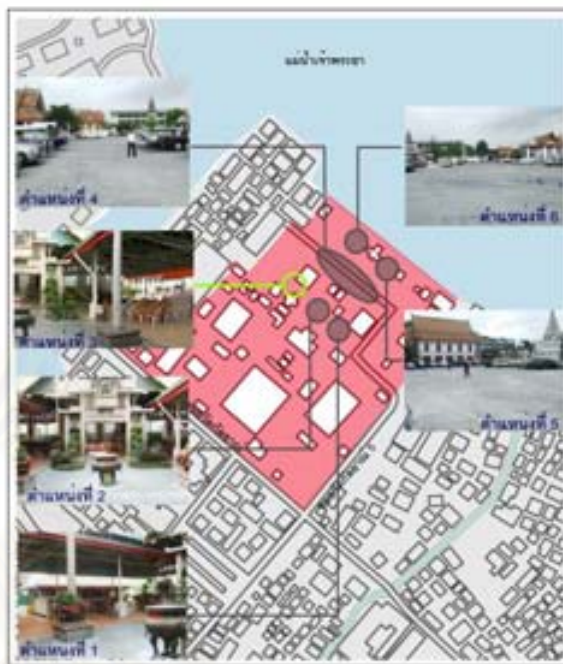 แม่น้ำเจ้าพระยา
ตำแหน่งที่ 4
ตำแหน่งที่ 6
ตำแหน่งที่ 3
ตำแหน่งที่ 5
ตำแหน่งที่ 2
ตำแหน่งที่ 1